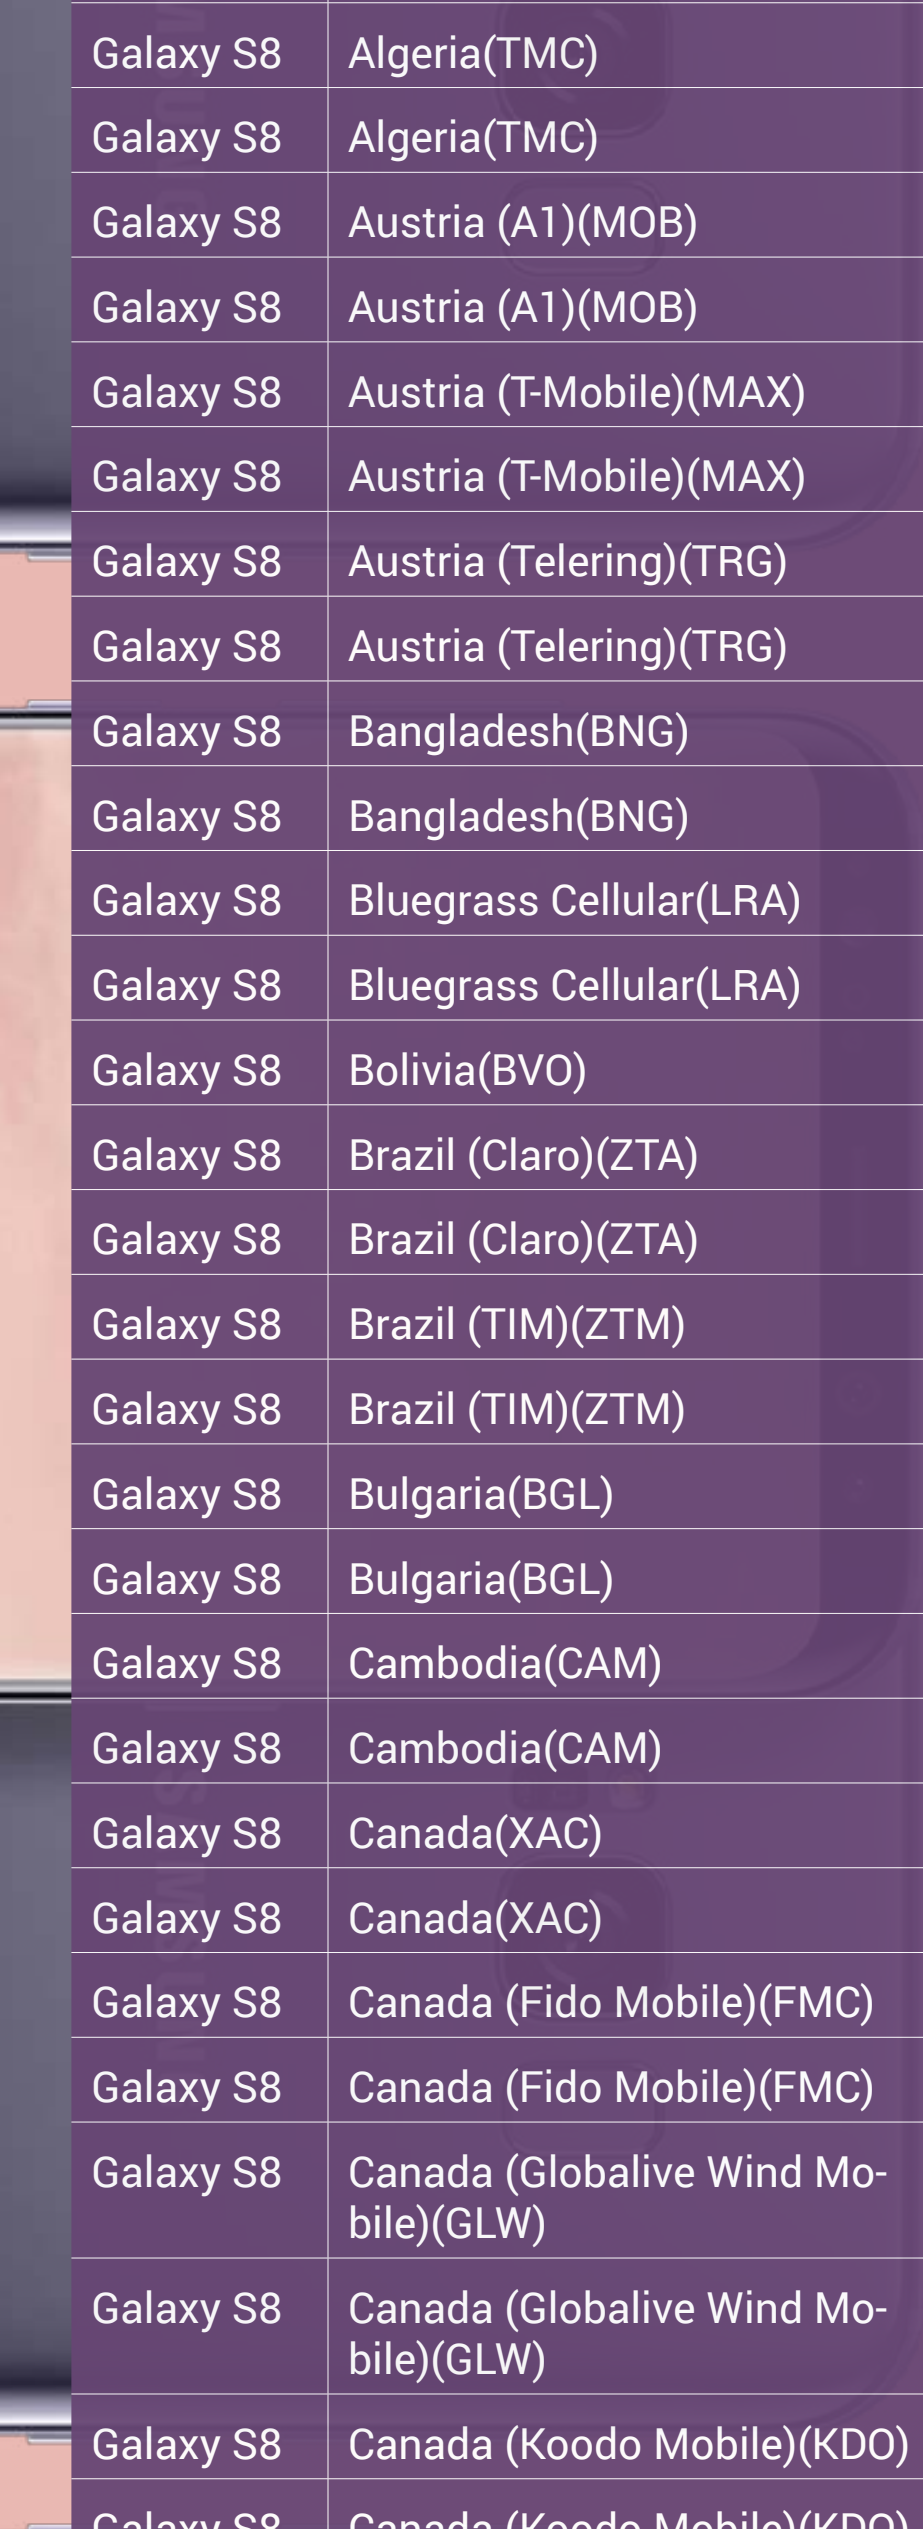 Galaxy S8 Algeria(TMC)
Galaxy S8 Algeria(TMC)
Galaxy S8 Austria (A1)(MOB)
Galaxy S8 Austria (A1)(MOB)
Galaxy S8 Austria (T-Mobile)(MAX)
Galaxy S8 Austria (T-Mobile)(MAX)
Galaxy S8 Austria (Telering)(TRG)
Galaxy S8 Austria (Telering)(TRG)
Galaxy S8 Bangladesh(BNG)
Galaxy S8 Bangladesh(BNG)
Galaxy S8 Bluegrass Cellular(LRA)
Galaxy S8 Bluegrass Cellular(LRA)
Galaxy S8 Bolivia(BVO)
Galaxy S8 Brazil (Claro)(ZTA)
Galaxy S8 Brazil (Claro)(ZTA)
Galaxy S8 Brazil (TIM)(ZTM)
Galaxy S8 Brazil (TIM)(ZTM)
Galaxy S8 Bulgaria(BGL)
Galaxy S8 Bulgaria(BGL)
Galaxy S8 Cambodia(CAM)
Galaxy S8 Cambodia(CAM)
Galaxy S8 Canada(XAC)
Galaxy S8 Canada(XAC)
Galaxy S8 Canada (Fido Mobile)(FMC)
Galaxy S8 Canada (Fido Mobile)(FMC)
Galaxy S8 Canada (Globalive Wind Mo-
bile)(GLW)
Galaxy S8 Canada (Globalive Wind Mo-
bile)(GLW)
Galaxy S8 Canada (Koodo Mobile)(KDO)
Galaxy S8 Canada (Koodo Mobile)(KDO)